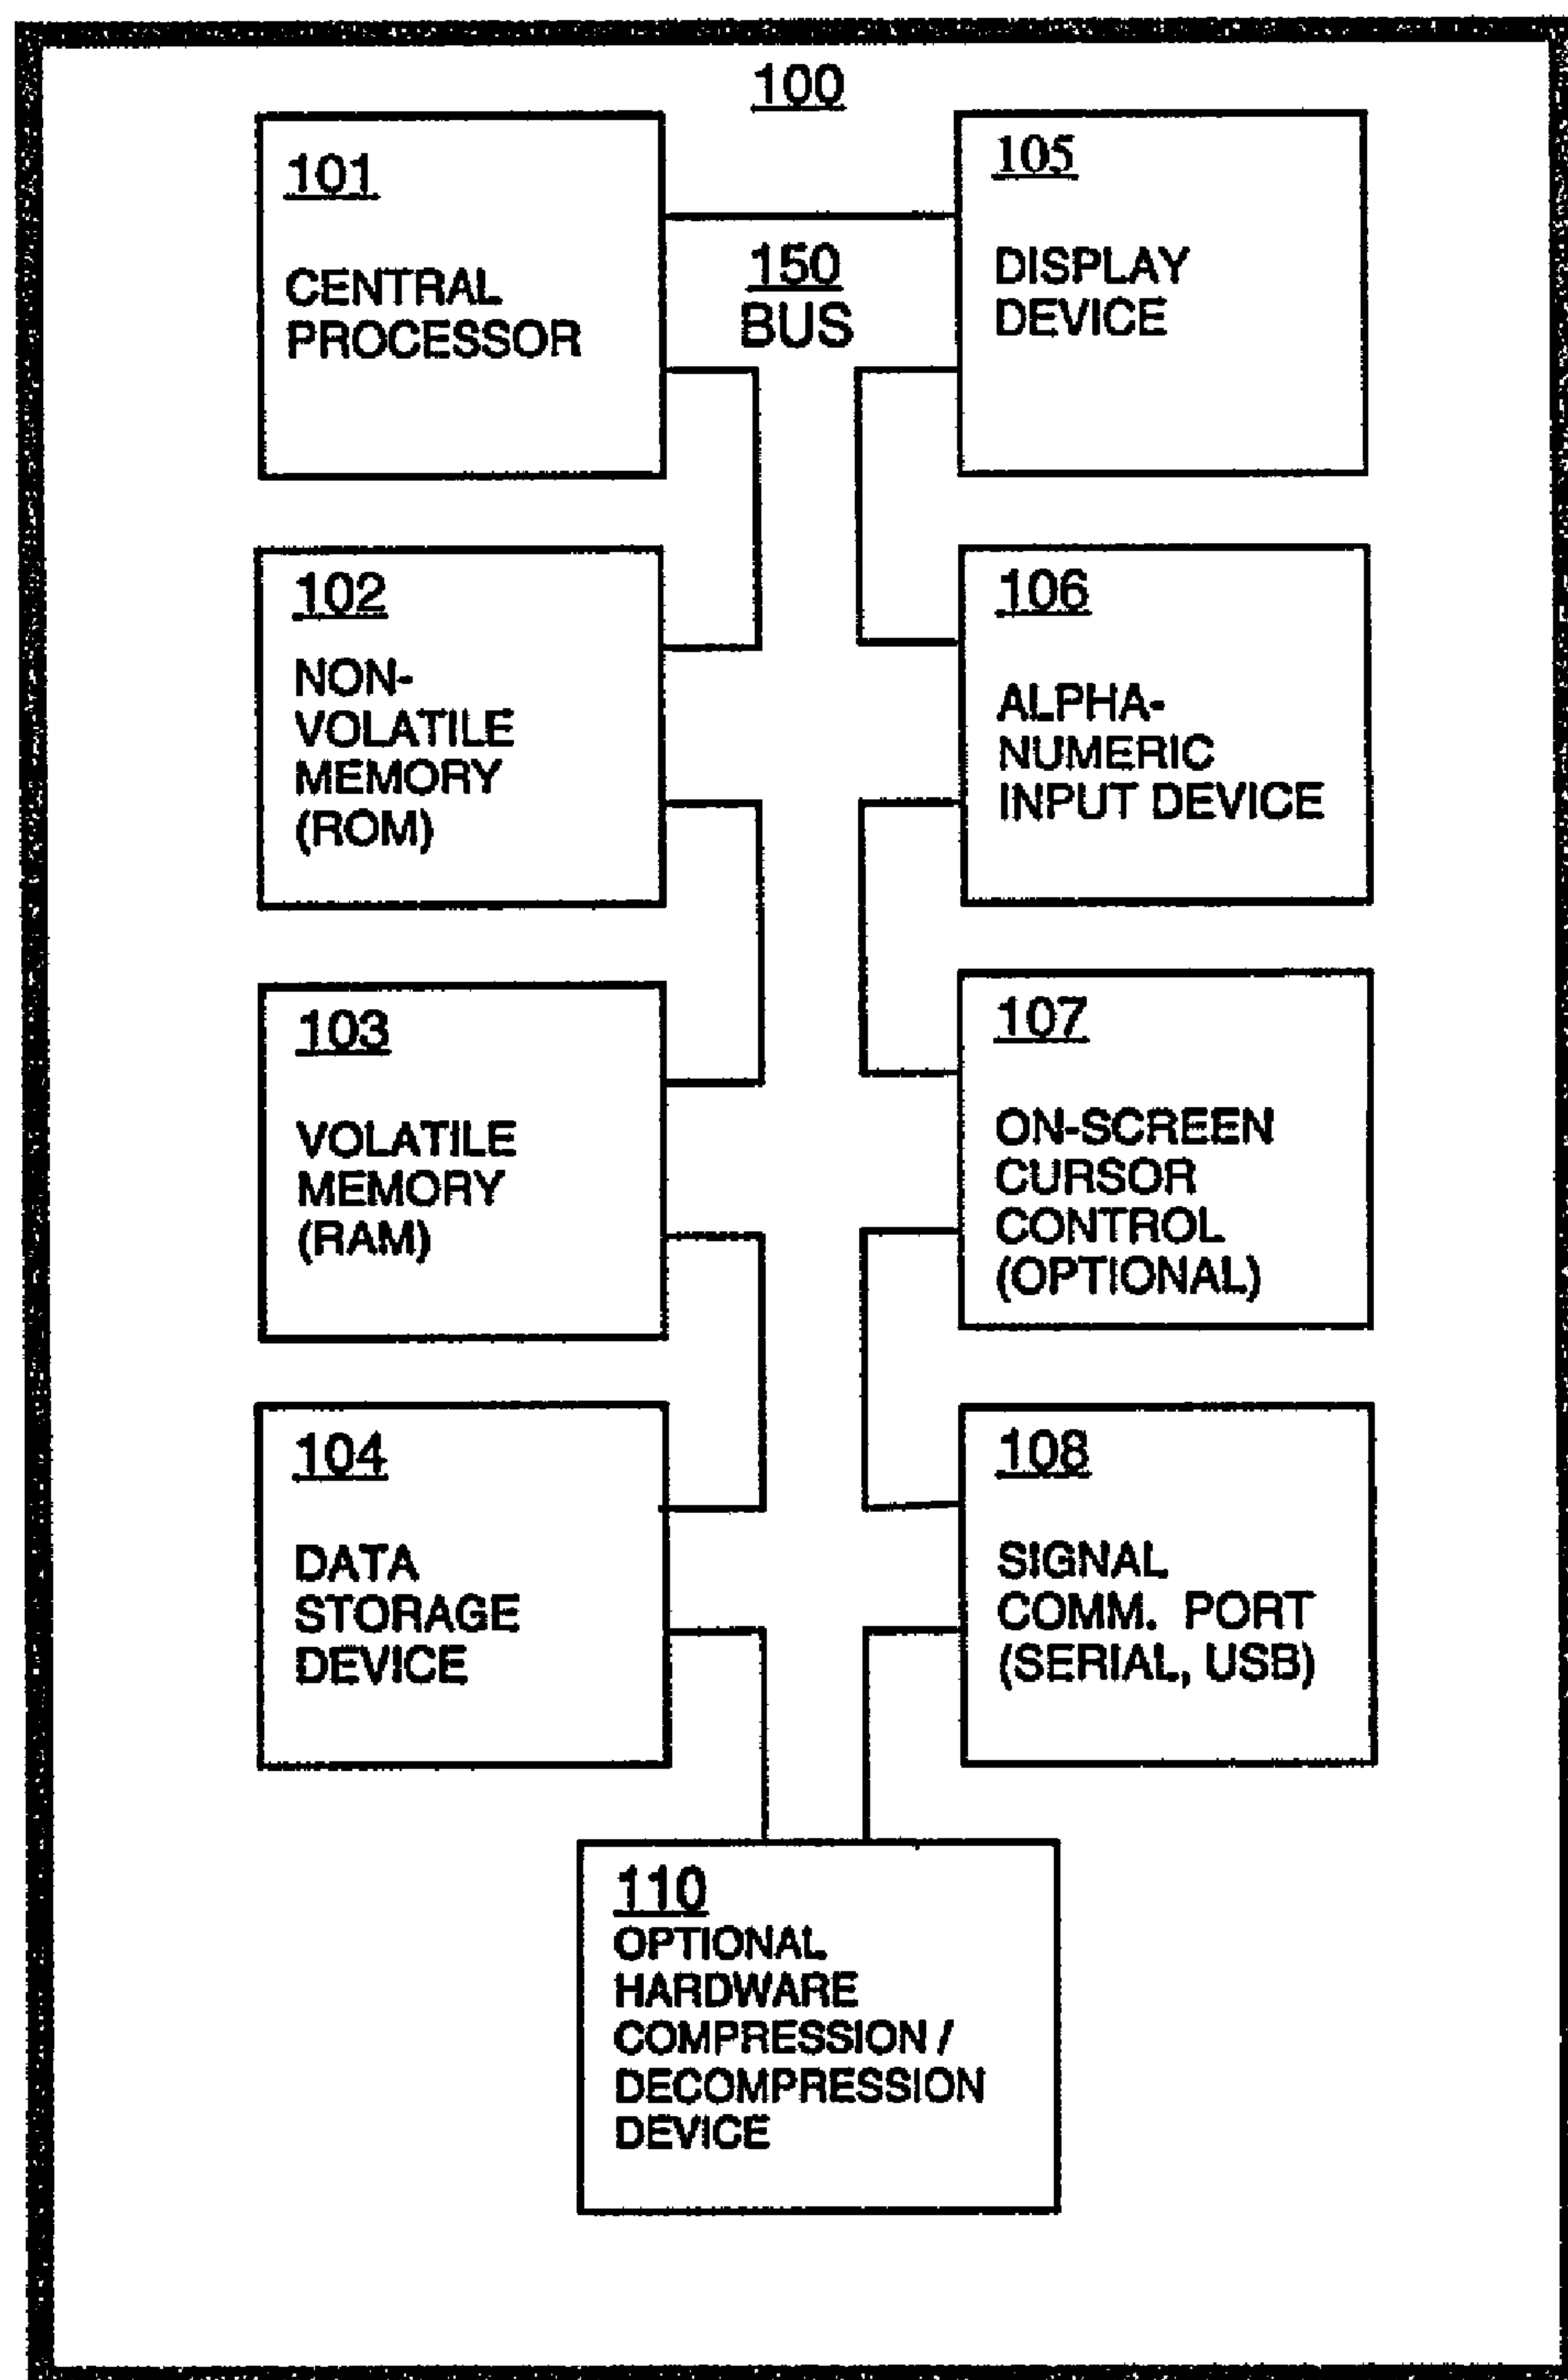 100
101
CENTRAL
PROCESSOR
150
BUS
105
DISPLAY
DEVICE
102
NON-
VOLATILE
MEMORY
(ROM)
106
ALPHA-
NUMERIC
INPUT DEVICE
103
VOLATILE
MEMORY
(RAM)
107
ON-SCREEN
CURSOR
CONTROL
(OPTIONAL)
104
DATA
STORAGE
DEVICE
108
SIGNAL
COMM. PORT
(SERIAL, USB)
110
OPTIONAL
HARDWARE
COMPRESSION /
DECOMPRESSION
DEVICE